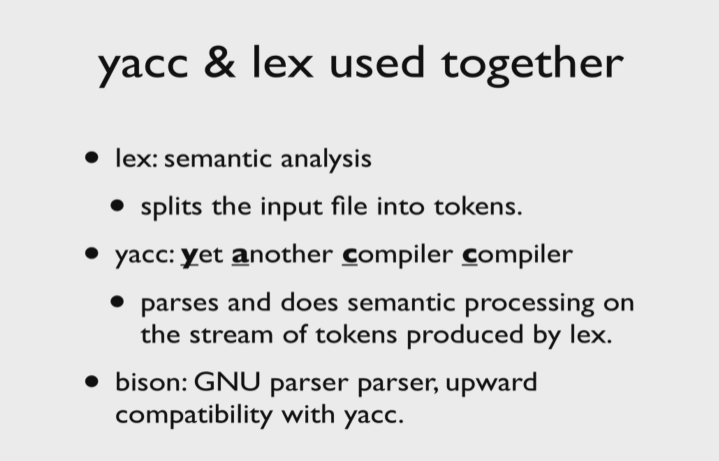 yacc & lex used together
• lex: semantic analysis
• splits the input file into tokens.
• yacc: yet another compiler compiler
• parses and does semantic processing on
the stream of tokens produced by lex.
• bison: GNU parser parser, upward
compatibility with yacc.